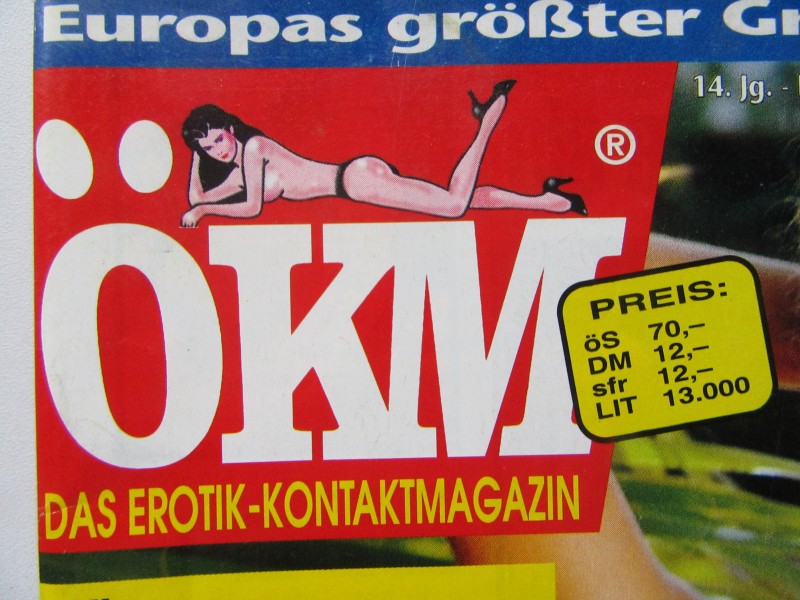 Europas größter
14. Jg. -
®
ÖKM
PREIS:
öS 70,–
DM 12,–
sfr 12,–
LIT 13.000
DAS EROTIK-KONTAKTMAGAZIN